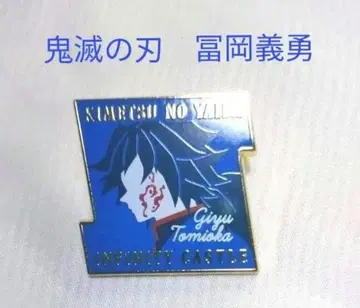 鬼滅の刃 冨岡義勇
KIMETSU NO YAIBA
Giyu
Tomioka
INFINITY CASTLE